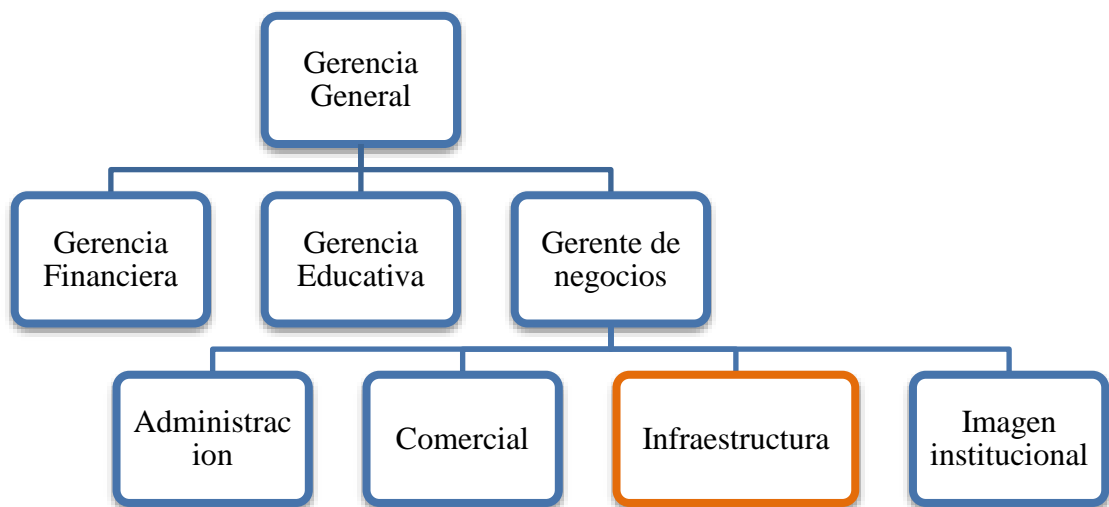 Gerencia
General
Gerencia
Financiera
Gerencia
Educativa
Gerente de
negocios
Administrac
ion
Comercial
Infraestructura
Imagen
institucional